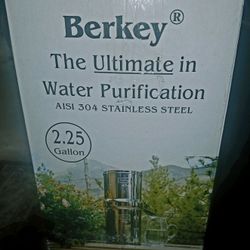 Berkey®
The Ultimate in
Water Purification
AISI 304 STAINLESS STEEL
2.25
Gallon